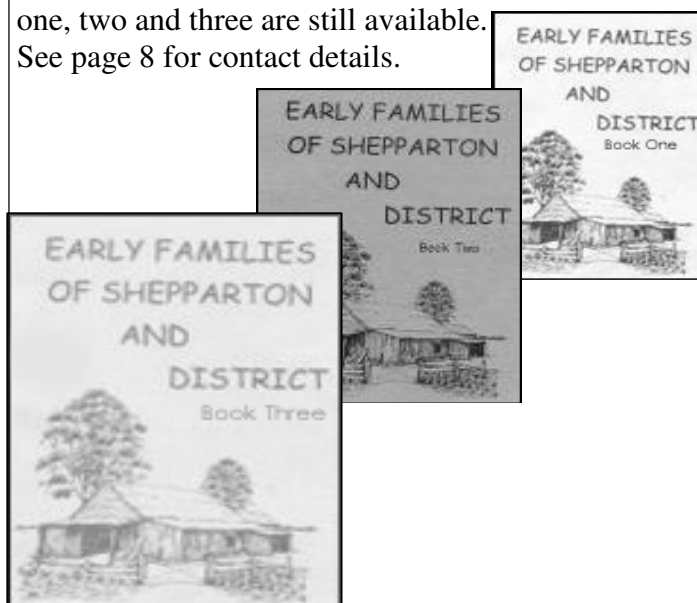 one, two and three are still available.
See page 8 for contact details.
EARLY FAMILIES
OF SHEPPARTON
AND
DISTRICT
Book One
EARLY FAMILIES
OF SHEPPARTON
AND
DISTRICT
Book Two
EARLY FAMILIES
OF SHEPPARTON
AND
DISTRICT
Book Three